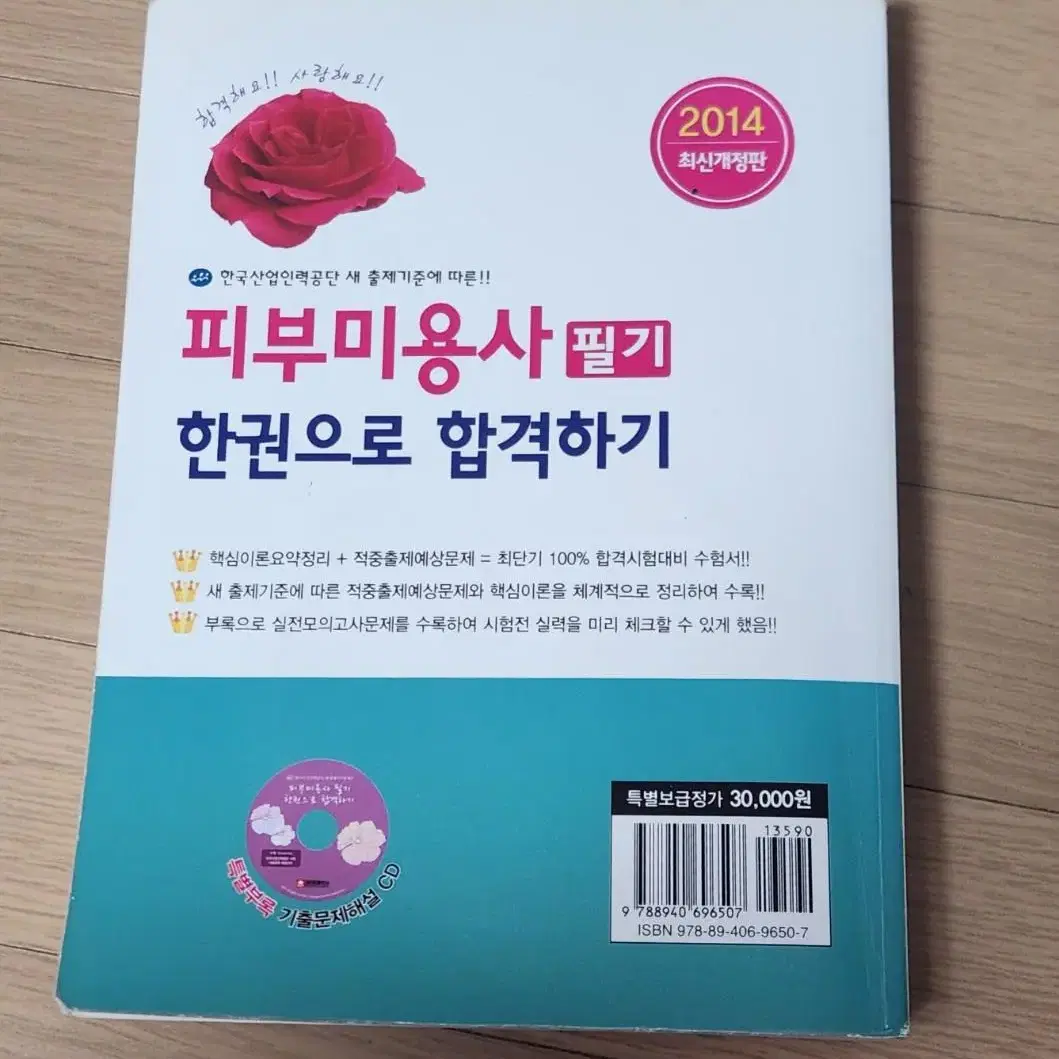 합격해요!! 사랑해요!!
2014
최신개정판
한국산업인력공단 새 출제기준에 따른!!
피부미용사 필기
한권으로 합격하기
핵심이론요약정리 + 적중출제예상문제 = 최단기 100% 합격시험대비 수험서!!
새 출제기준에 따른 적중출제예상문제와 핵심이론을 체계적으로 정리하여 수록!!
부록으로 실전모의고사문제를 수록하여 시험전 실력을 미리 체크할 수 있게 했음!!
피부미용사 필기
한권으로 합격하기
특별부록 기출문제해설 CD
특별보급정가 30,000원
13590
9 788940 696507
ISBN 978-89-406-9650-7